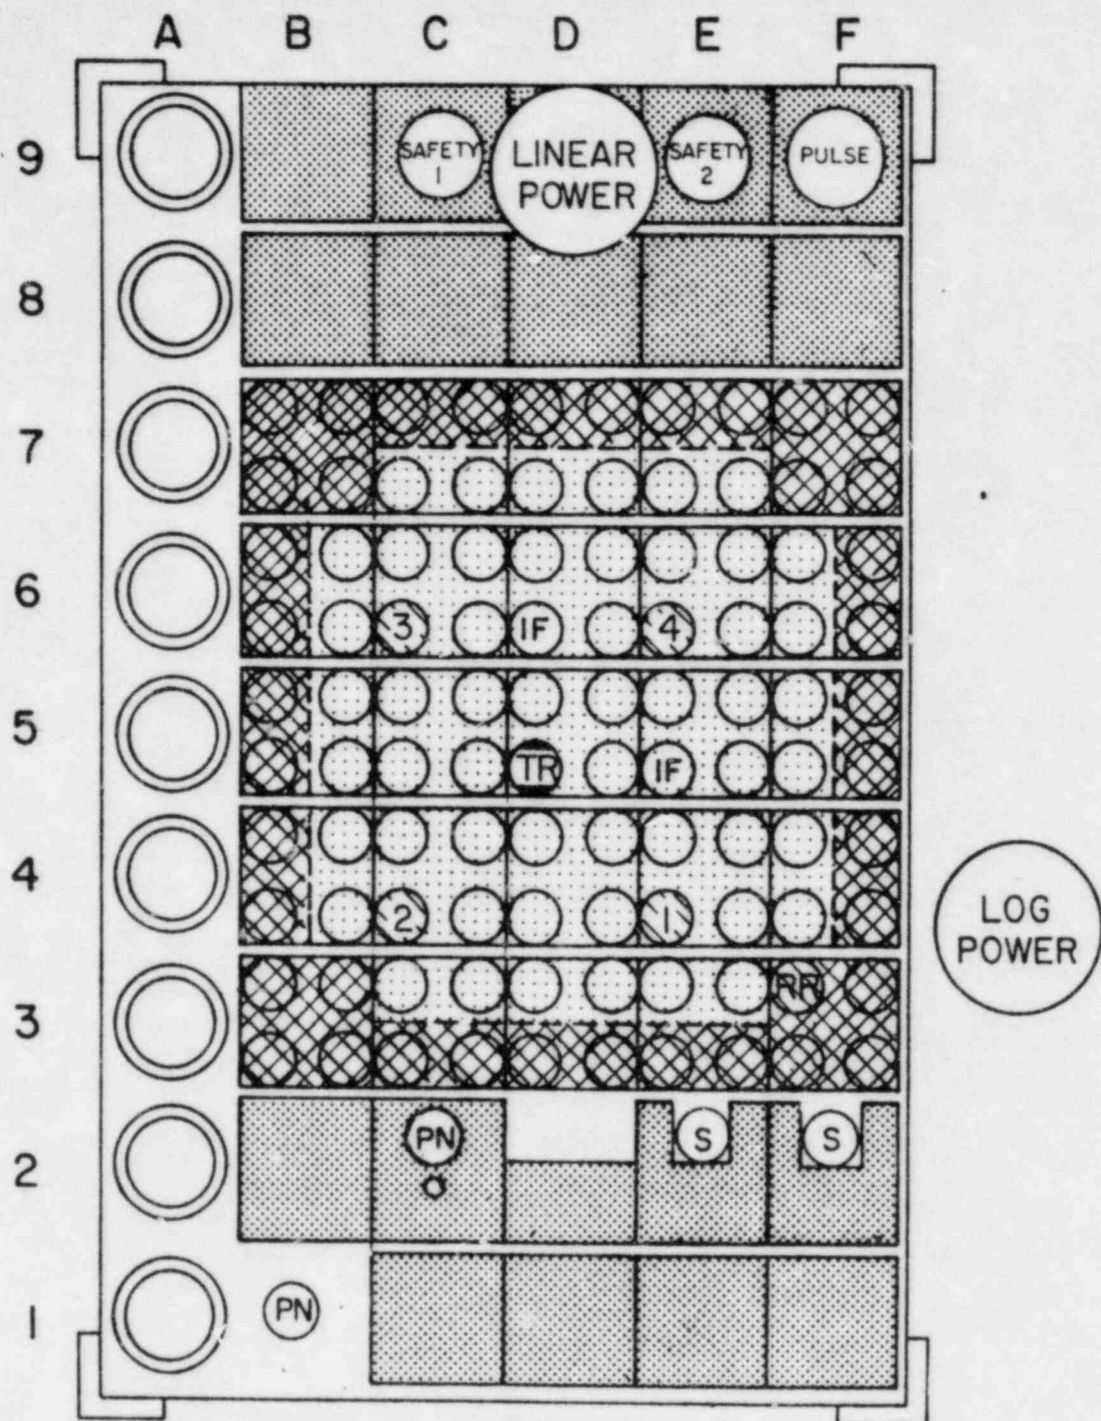 A B C D E F
9 SAFETY 1 LINEAR POWER SAFETY 2 PULSE
8
7
6 3 IF 4
5 TR IF
4 2 1
LOG POWER
3 RR
2 PN S S
1 PN